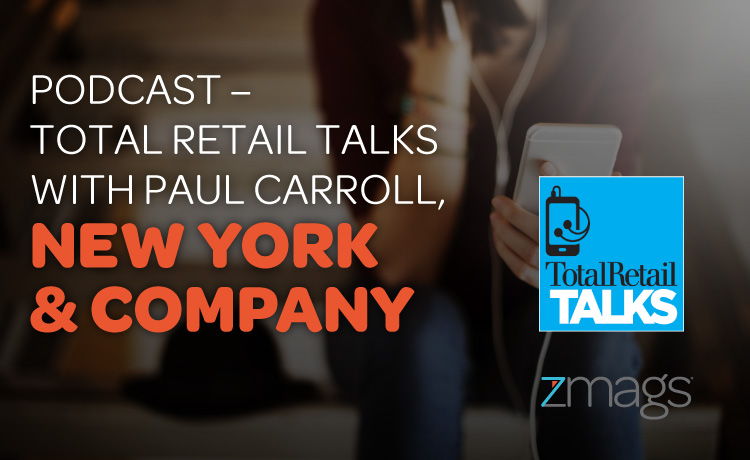 PODCAST –
TOTAL RETAIL TALKS
WITH PAUL CARROLL,
NEW YORK
& COMPANY
TotalRetail
TALKS
zmags